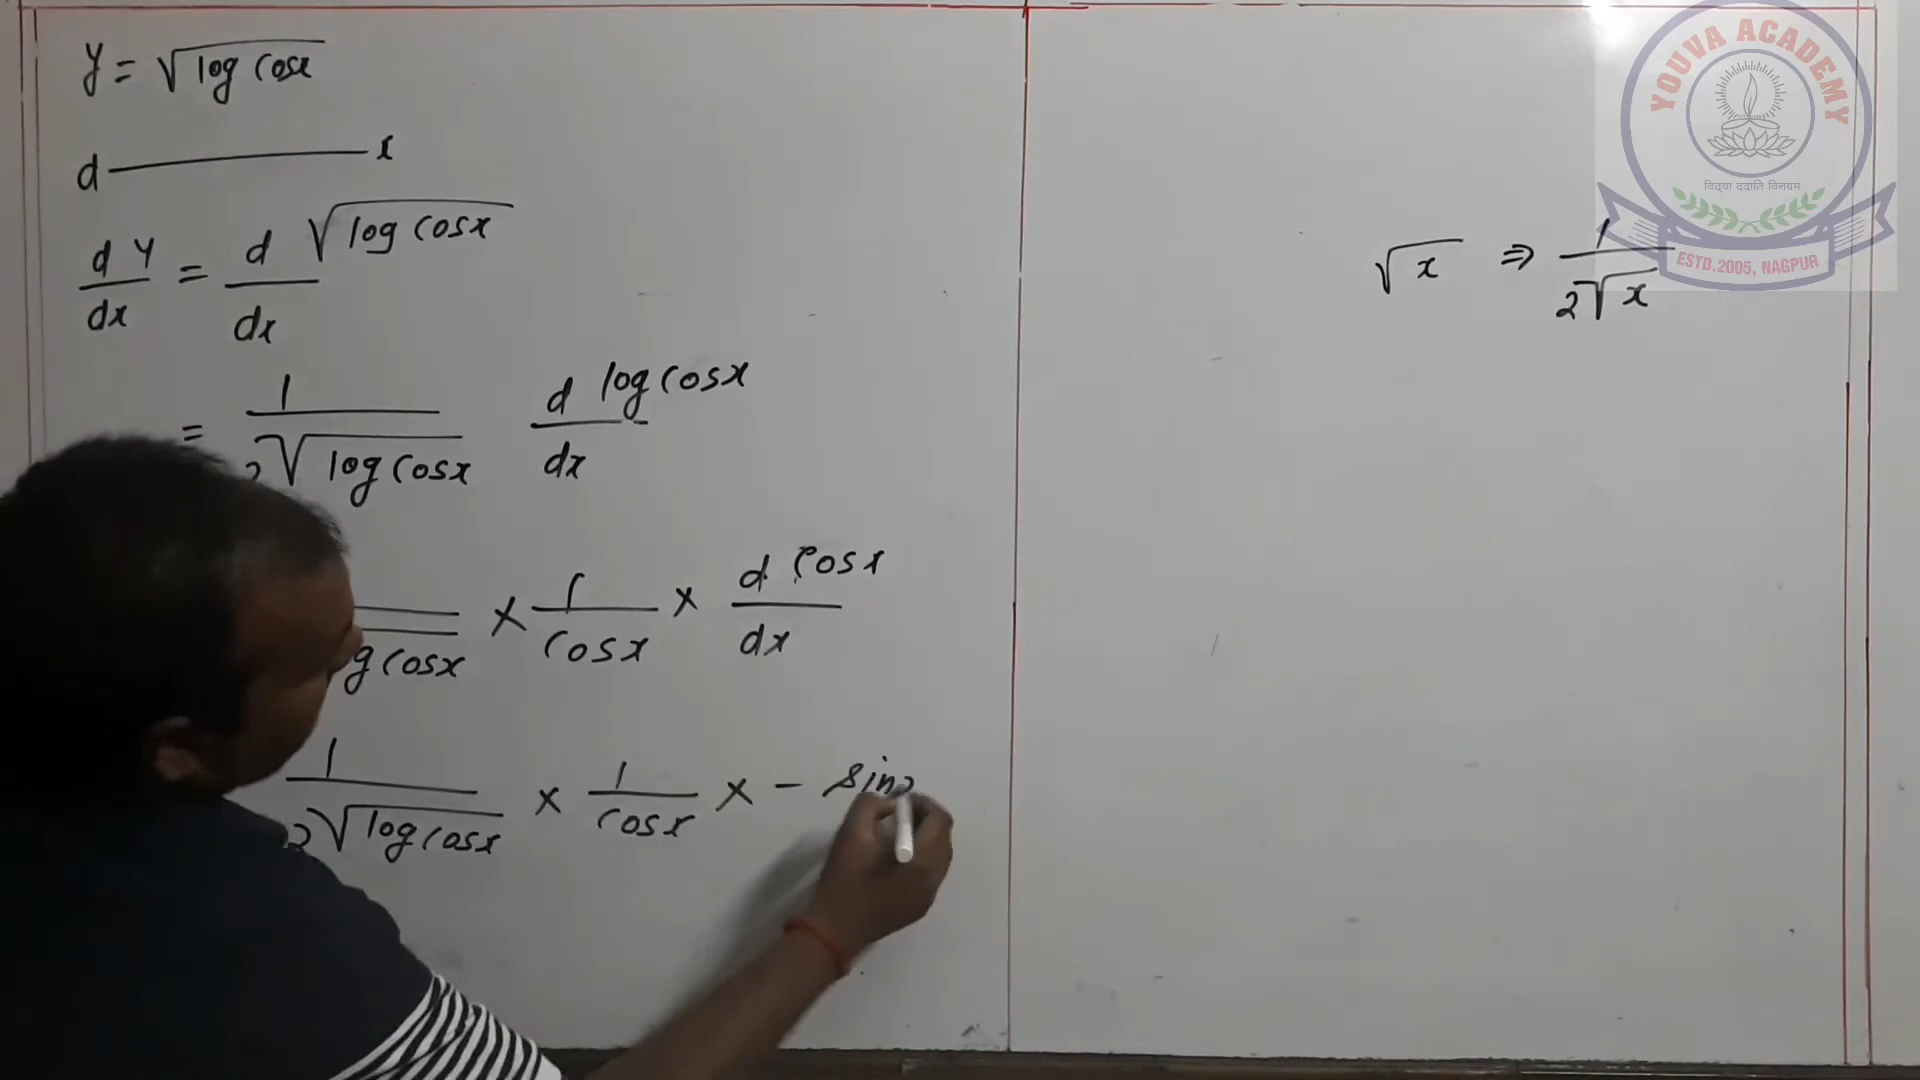 y = √log cosx
d ——— x
dy/dx = d/dx √log cosx
= 1/2√log cosx d/dx log cosx
g cosx × 1/cosx × d/dx cosx
1/2√log cosx × 1/cosx × - sin
√x ⇒ 1/2√x
YOUVA ACADEMY
विद्या ददाति विनयम
ESTD.2005, NAGPUR